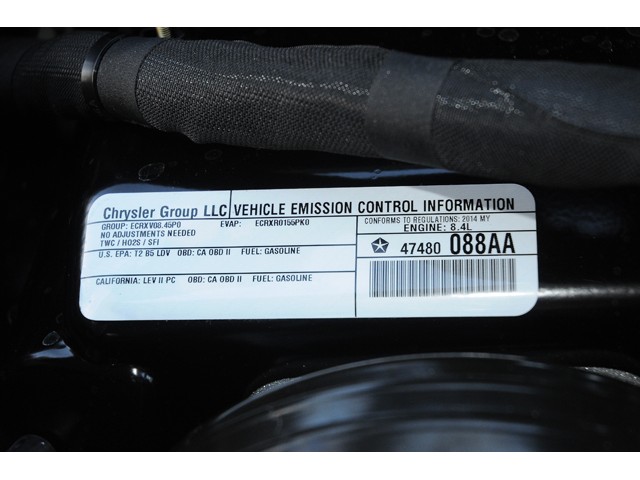 Chrysler Group LLC VEHICLE EMISSION CONTROL INFORMATION
GROUP: ECRXV08.45P0 EVAP: ECRXR0155PK0
NO ADJUSTMENTS NEEDED
TWC / HO2S / SFI
U.S. EPA: T2 B5 LDV OBD: CA OBD II FUEL: GASOLINE
CALIFORNIA: LEV II PC OBD: CA OBD II FUEL: GASOLINE
CONFORMS TO REGULATIONS: 2014 MY
ENGINE: 8.4L
47480 088AA